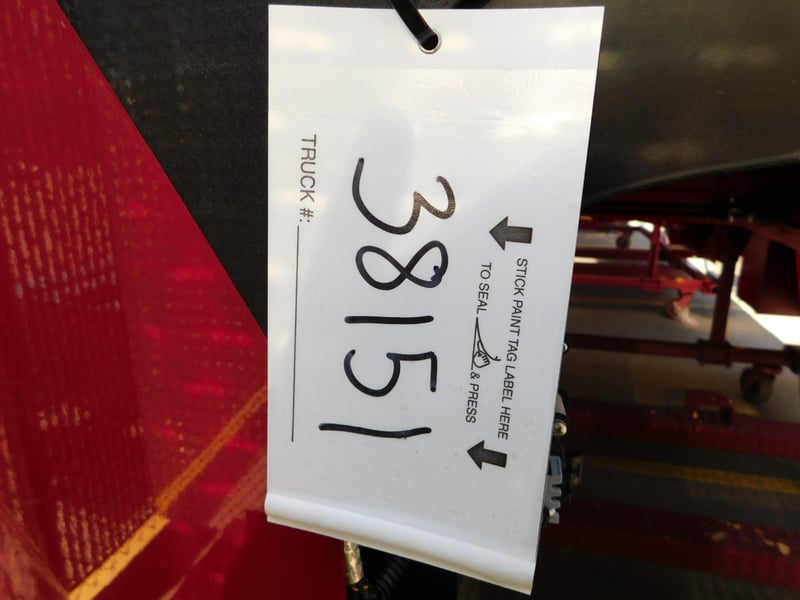 STICK PAINT TAG LABEL HERE
TO SEAL & PRESS
38151
TRUCK #: